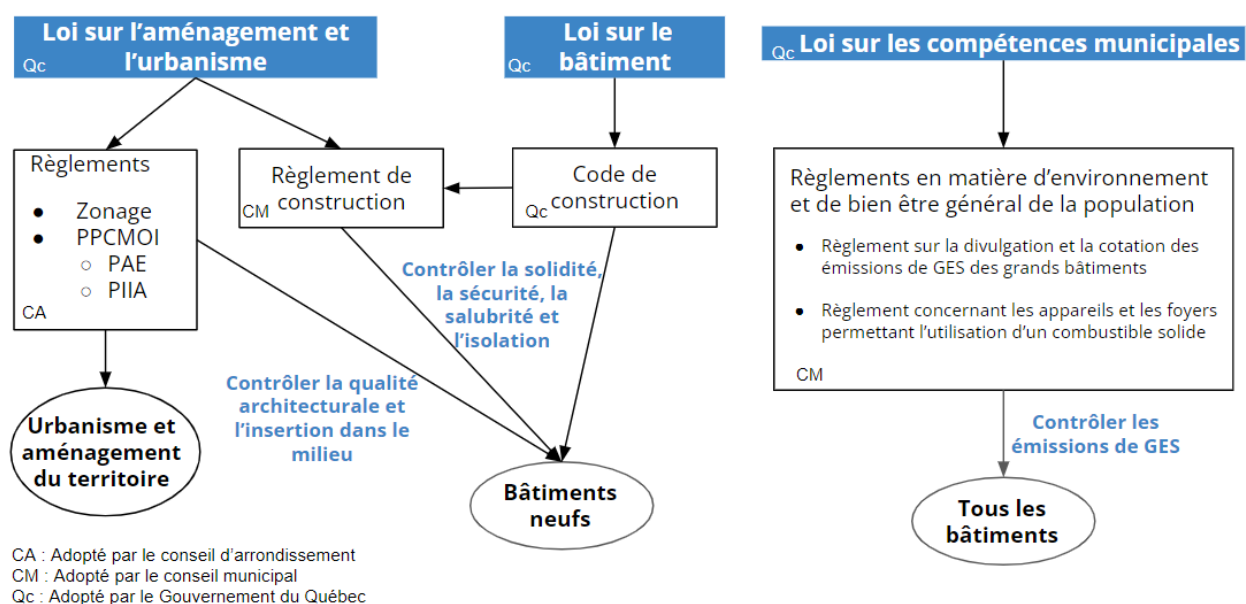 Loi sur l'aménagement et
l'urbanisme
Qc
Loi sur le
bâtiment
Qc
Qc Loi sur les compétences municipales
Règlements
● Zonage
● PPCMOI
○ PAE
○ PIIA
CA
Règlement de
construction
CM
Code de
construction
Qc
Règlements en matière d'environnement
et de bien être général de la population
● Règlement sur la divulgation et la cotation des
émissions de GES des grands bâtiments
● Règlement concernant les appareils et les foyers
permettant l'utilisation d'un combustible solide
CM
Contrôler la solidité,
la sécurité, la
salubrité et
l'isolation
Contrôler la qualité
architecturale et
l'insertion dans le
milieu
Contrôler les
émissions de GES
Urbanisme et
aménagement
du territoire
Bâtiments
neufs
Tous les
bâtiments
CA : Adopté par le conseil d'arrondissement
CM : Adopté par le conseil municipal
Qc : Adopté par le Gouvernement du Québec